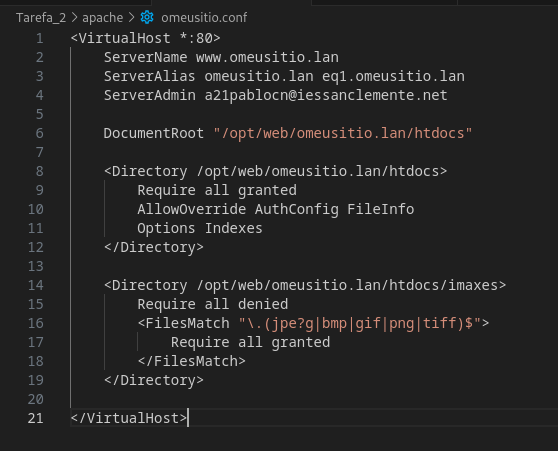 Tarefa_2 > apache > omeusitio.conf
1 <VirtualHost *:80>
2 ServerName www.omeusitio.lan
3 ServerAlias omeusitio.lan eq1.omeusitio.lan
4 ServerAdmin a21pablocn@iessanclemente.net
5
6 DocumentRoot "/opt/web/omeusitio.lan/htdocs"
7
8 <Directory /opt/web/omeusitio.lan/htdocs>
9 Require all granted
10 AllowOverride AuthConfig FileInfo
11 Options Indexes
12 </Directory>
13
14 <Directory /opt/web/omeusitio.lan/htdocs/imaxes>
15 Require all denied
16 <FilesMatch "\.(jpe?g|bmp|gif|png|tiff)$">
17 Require all granted
18 </FilesMatch>
19 </Directory>
20
21 </VirtualHost>